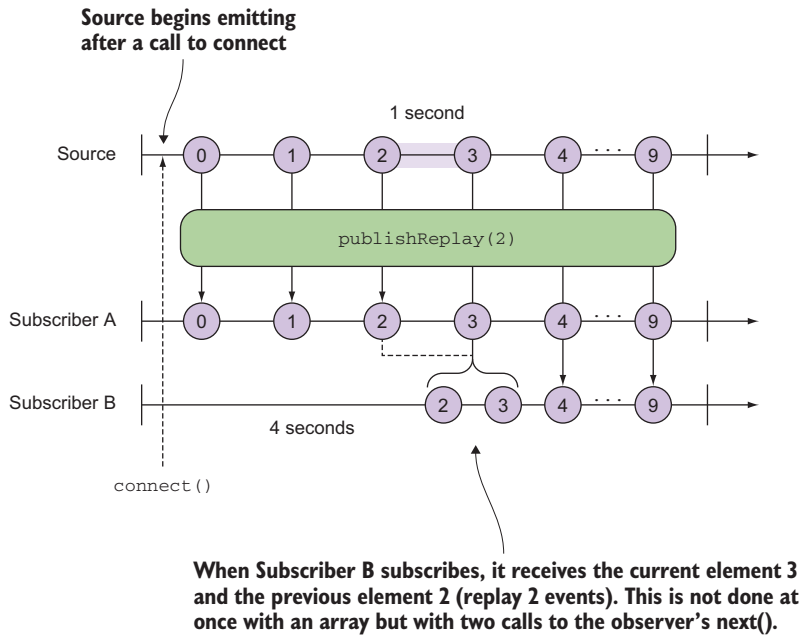 Source begins emitting
after a call to connect
1 second
Source 0 1 2 3 4 · · · 9
publishReplay(2)
Subscriber A 0 1 2 3 4 · · · 9
Subscriber B 2 3 4 · · · 9
4 seconds
connect()
When Subscriber B subscribes, it receives the current element 3
and the previous element 2 (replay 2 events). This is not done at
once with an array but with two calls to the observer’s next().